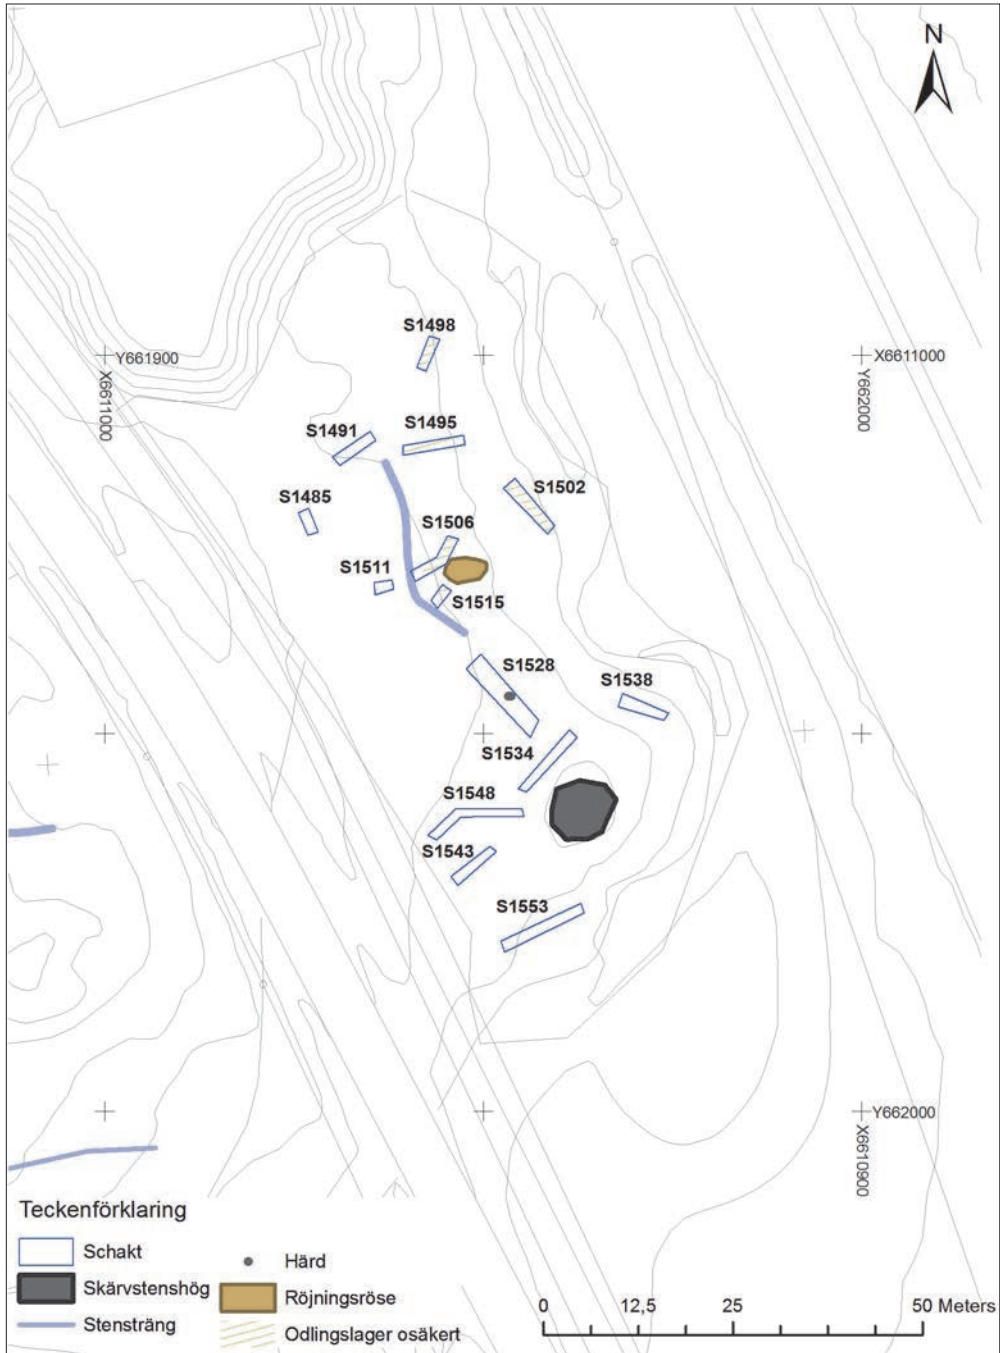 N
S1498
Y661900
X6611000
X6611000
Y662000
S1495
S1491
S1502
S1485
S1506
S1511
S1515
S1528
S1538
S1534
S1548
S1543
S1553
Y662000
X6610900
Teckenförklaring
Schakt
Härd
Skärvstenshög
Röjningsröse
Stensträng
Odlingslager osäkert
0 12,5 25 50 Meters